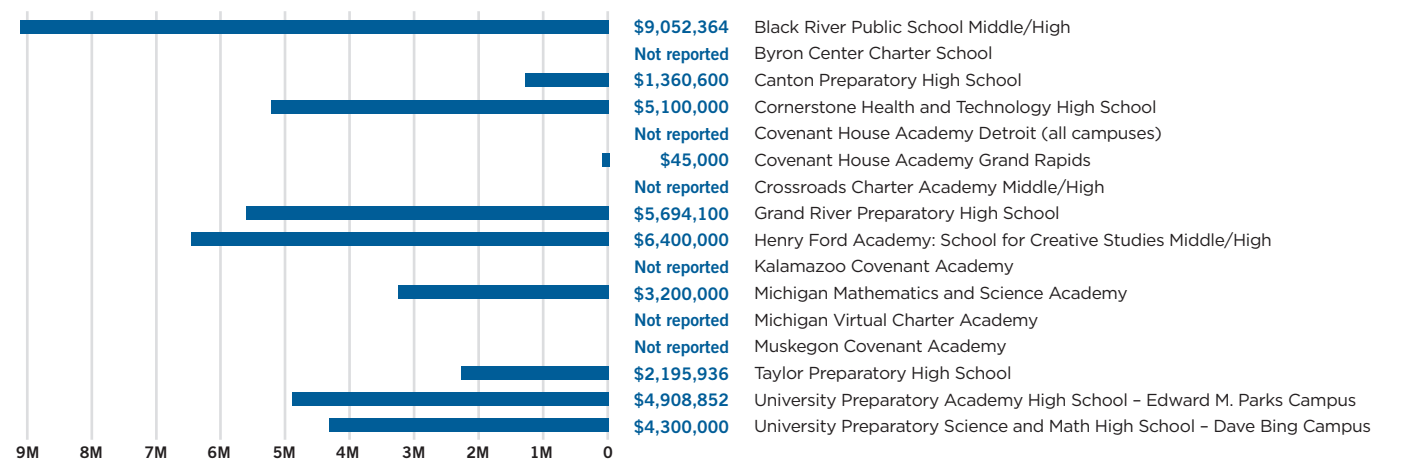 $9,052,364 Black River Public School Middle/High
Not reported Byron Center Charter School
$1,360,600 Canton Preparatory High School
$5,100,000 Cornerstone Health and Technology High School
Not reported Covenant House Academy Detroit (all campuses)
$45,000 Covenant House Academy Grand Rapids
Not reported Crossroads Charter Academy Middle/High
$5,694,100 Grand River Preparatory High School
$6,400,000 Henry Ford Academy: School for Creative Studies Middle/High
Not reported Kalamazoo Covenant Academy
$3,200,000 Michigan Mathematics and Science Academy
Not reported Michigan Virtual Charter Academy
Not reported Muskegon Covenant Academy
$2,195,936 Taylor Preparatory High School
$4,908,852 University Preparatory Academy High School – Edward M. Parks Campus
$4,300,000 University Preparatory Science and Math High School – Dave Bing Campus
9M 8M 7M 6M 5M 4M 3M 2M 1M 0